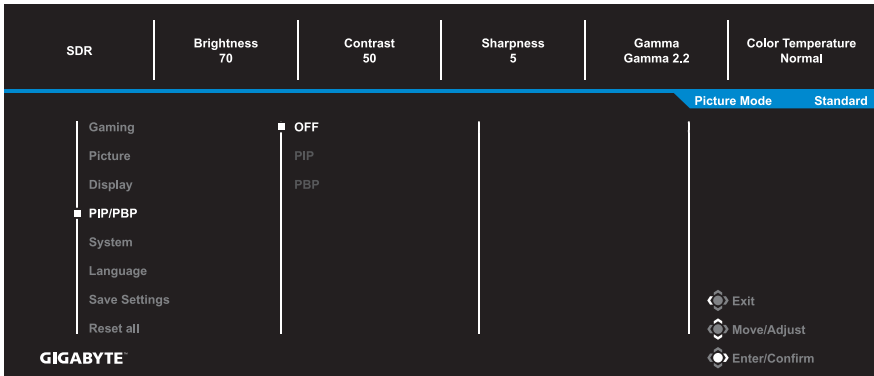 SDR
Brightness
70
Contrast
50
Sharpness
5
Gamma
Gamma 2.2
Color Temperature
Normal
Picture Mode Standard
Gaming
Picture
Display
PIP/PBP
System
Language
Save Settings
Reset all
OFF
PIP
PBP
Exit
Move/Adjust
Enter/Confirm
GIGABYTE™